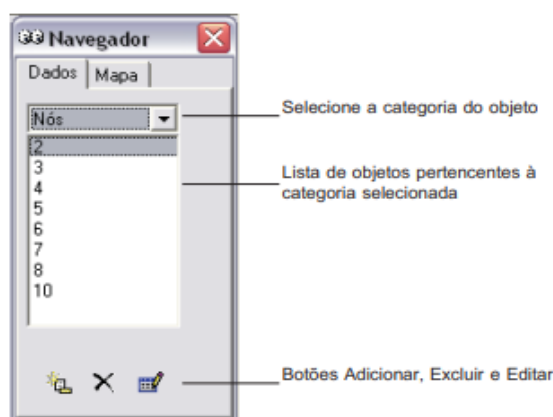 Navegador
Dados Mapa
Nós
Selecione a categoria do objeto
2
3
4
5
6
7
8
10
Lista de objetos pertencentes à
categoria selecionada
Botões Adicionar, Excluir e Editar